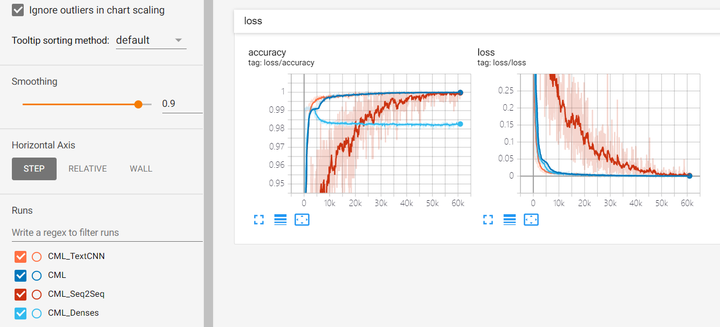 Ignore outliers in chart scaling
Tooltip sorting method: default
Smoothing
0.9
Horizontal Axis
STEP RELATIVE WALL
Runs
Write a regex to filter runs
CML_TextCNN
CML
CML_Seq2Seq
CML_Denses
loss
accuracy
tag: loss/accuracy
1
0.99
0.98
0.97
0.96
0.95
0 10k 20k 30k 40k 50k 60k
loss
tag: loss/loss
0.25
0.2
0.15
0.1
0.05
0
0 10k 20k 30k 40k 50k 60k